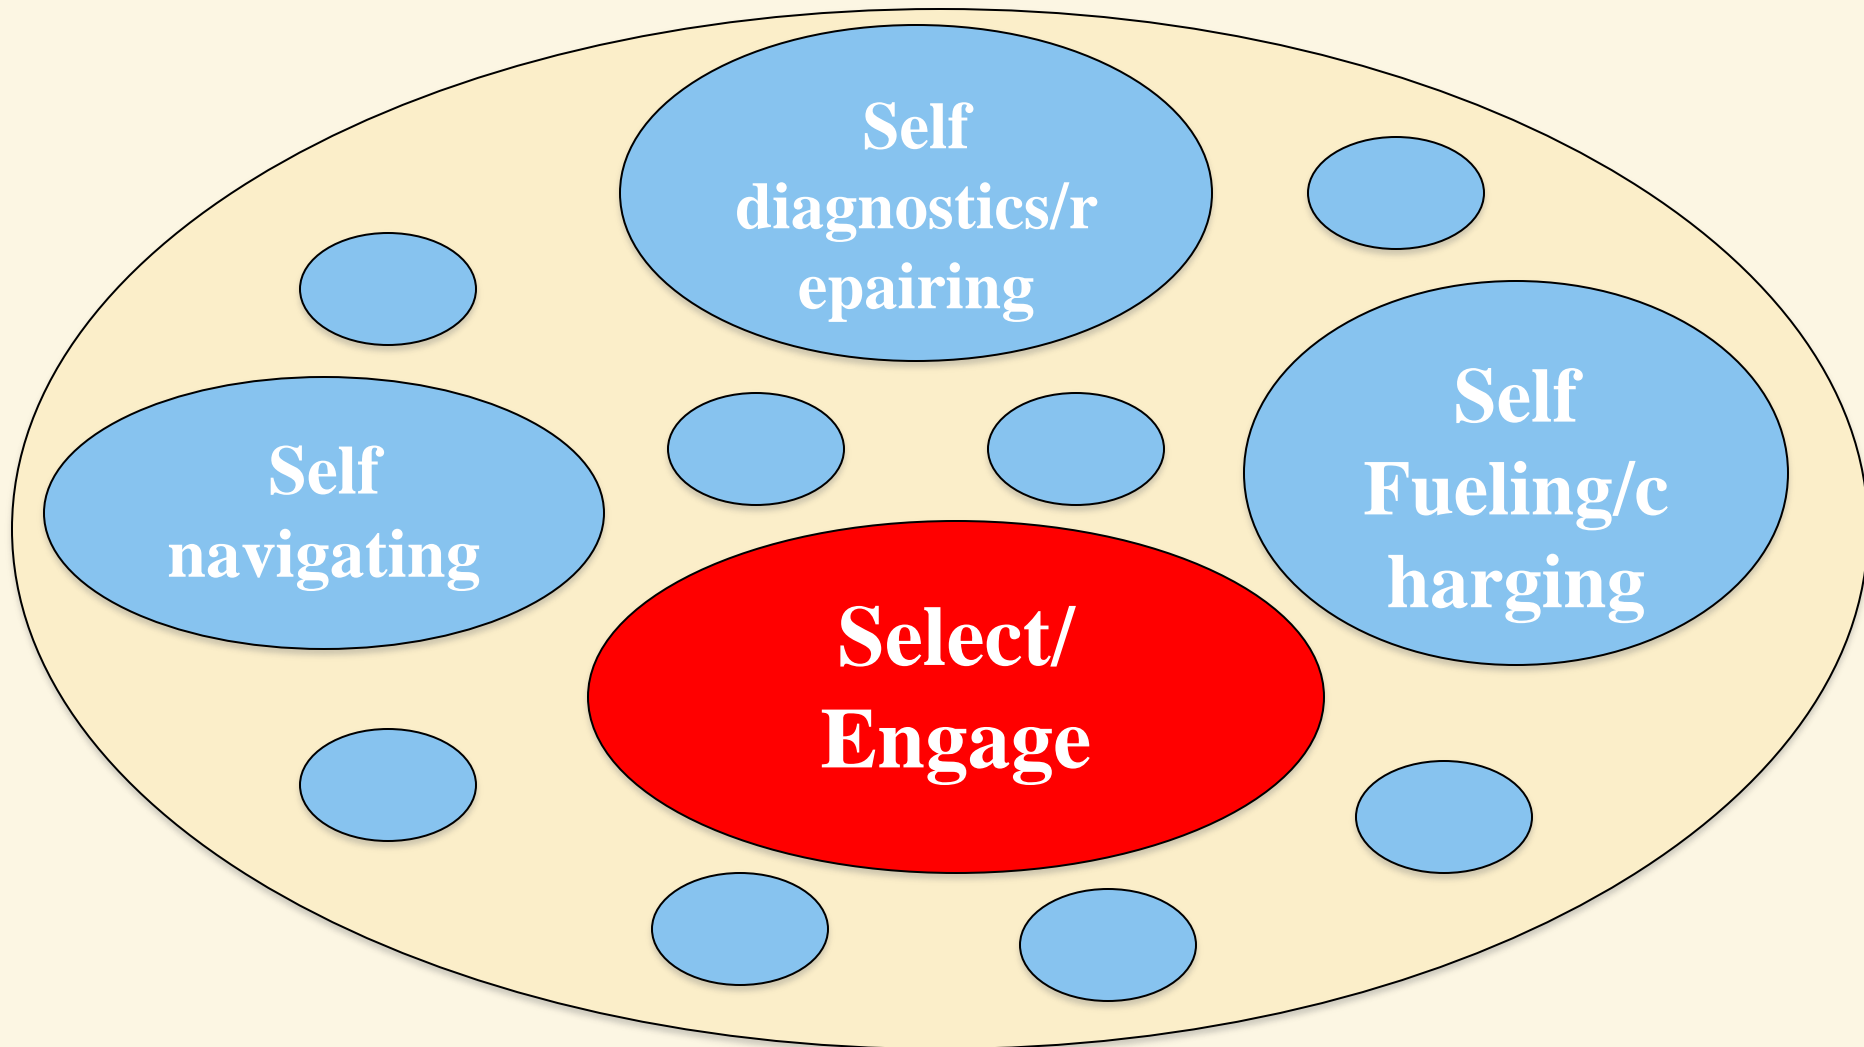 Self
diagnostics/r
epairing
Self
navigating
Self
Fueling/c
harging
Select/
Engage